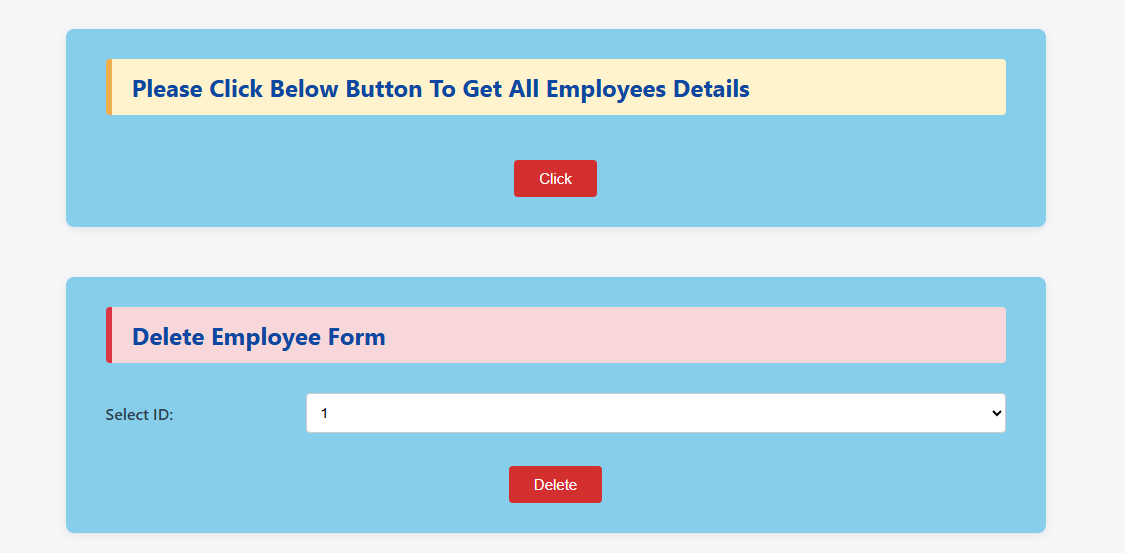 Please Click Below Button To Get All Employees Details
Click
Delete Employee Form
Select ID:
1
Delete